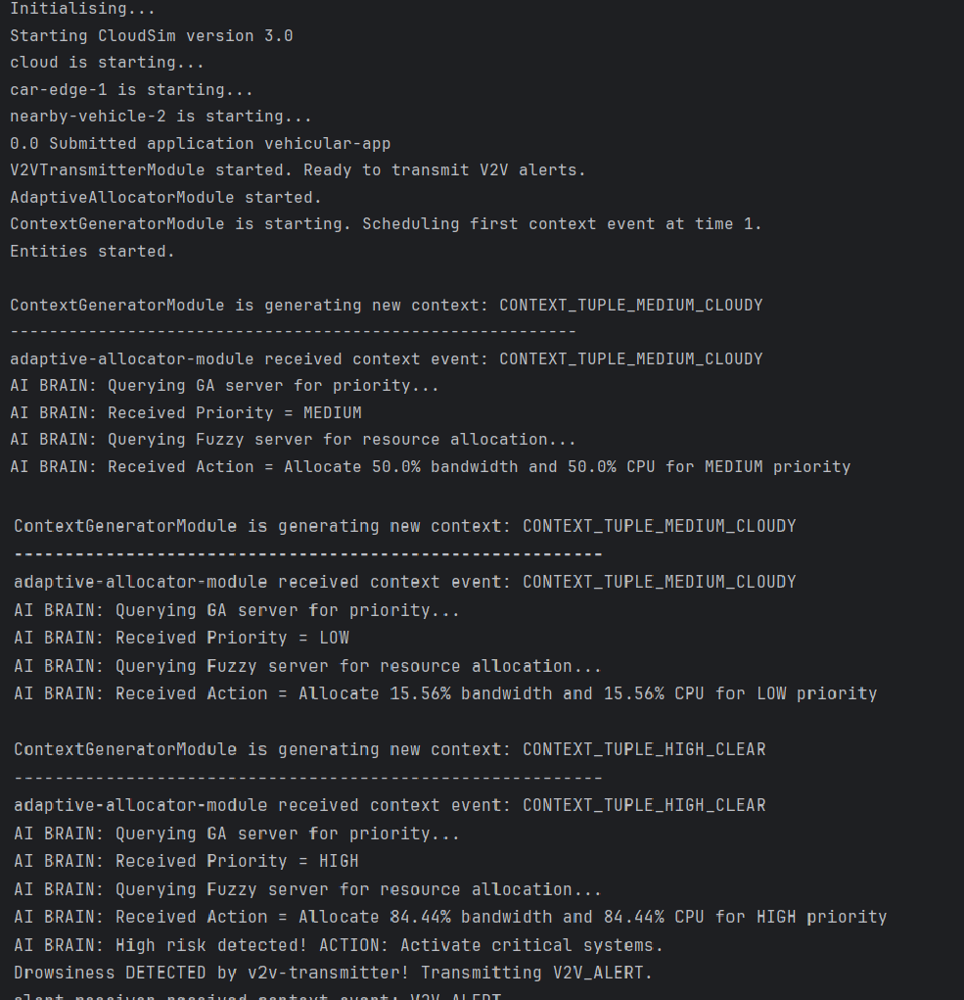 Initialising...
Starting CloudSim version 3.0
cloud is starting...
car-edge-1 is starting...
nearby-vehicle-2 is starting...
0.0 Submitted application vehicular-app
V2VTransmitterModule started. Ready to transmit V2V alerts.
AdaptiveAllocatorModule started.
ContextGeneratorModule is starting. Scheduling first context event at time 1.
Entities started.
ContextGeneratorModule is generating new context: CONTEXT_TUPLE_MEDIUM_CLOUDY
----------------------------------------------------------
adaptive-allocator-module received context event: CONTEXT_TUPLE_MEDIUM_CLOUDY
AI BRAIN: Querying GA server for priority...
AI BRAIN: Received Priority = MEDIUM
AI BRAIN: Querying Fuzzy server for resource allocation...
AI BRAIN: Received Action = Allocate 50.0% bandwidth and 50.0% CPU for MEDIUM priority
ContextGeneratorModule is generating new context: CONTEXT_TUPLE_MEDIUM_CLOUDY
----------------------------------------------------------
adaptive-allocator-module received context event: CONTEXT_TUPLE_MEDIUM_CLOUDY
AI BRAIN: Querying GA server for priority...
AI BRAIN: Received Priority = LOW
AI BRAIN: Querying Fuzzy server for resource allocation...
AI BRAIN: Received Action = Allocate 15.56% bandwidth and 15.56% CPU for LOW priority
ContextGeneratorModule is generating new context: CONTEXT_TUPLE_HIGH_CLEAR
----------------------------------------------------------
adaptive-allocator-module received context event: CONTEXT_TUPLE_HIGH_CLEAR
AI BRAIN: Querying GA server for priority...
AI BRAIN: Received Priority = HIGH
AI BRAIN: Querying Fuzzy server for resource allocation...
AI BRAIN: Received Action = Allocate 84.44% bandwidth and 84.44% CPU for HIGH priority
AI BRAIN: High risk detected! ACTION: Activate critical systems.
Drowsiness DETECTED by v2v-transmitter! Transmitting V2V_ALERT.
alert-receiver received context event: V2V_ALERT